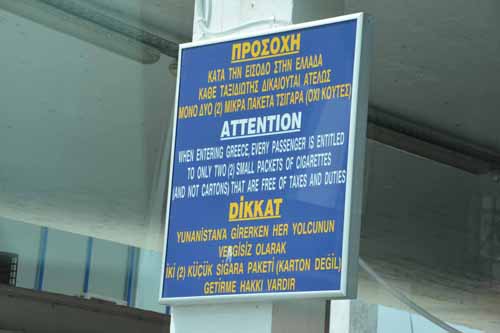 ΠΡΟΣΟΧΗ
ΚΑΤΑ ΤΗΝ ΕΙΣΟΔΟ ΣΤΗΝ ΕΛΛΑΔΑ
ΚΑΘΕ ΤΑΞΙΔΙΩΤΗΣ ΔΙΚΑΙΟΥΤΑΙ ΑΤΕΛΩΣ
ΜΟΝΟ ΔΥΟ (2) ΜΙΚΡΑ ΠΑΚΕΤΑ ΤΣΙΓΑΡΑ (ΟΧΙ ΚΟΥΤΕΣ)
ATTENTION
WHEN ENTERING GREECE, EVERY PASSENGER IS ENTITLED
TO ONLY TWO (2) SMALL PACKETS OF CIGARETTES
(AND NOT CARTONS) THAT ARE FREE OF TAXES AND DUTIES
DİKKAT
YUNANİSTANA GİRERKEN HER YOLCUNUN
VERGİSİZ OLARAK
İKİ (2) KÜÇÜK SİGARA PAKETİ (KARTON DEĞİL)
GETİRME HAKKI VARDIR